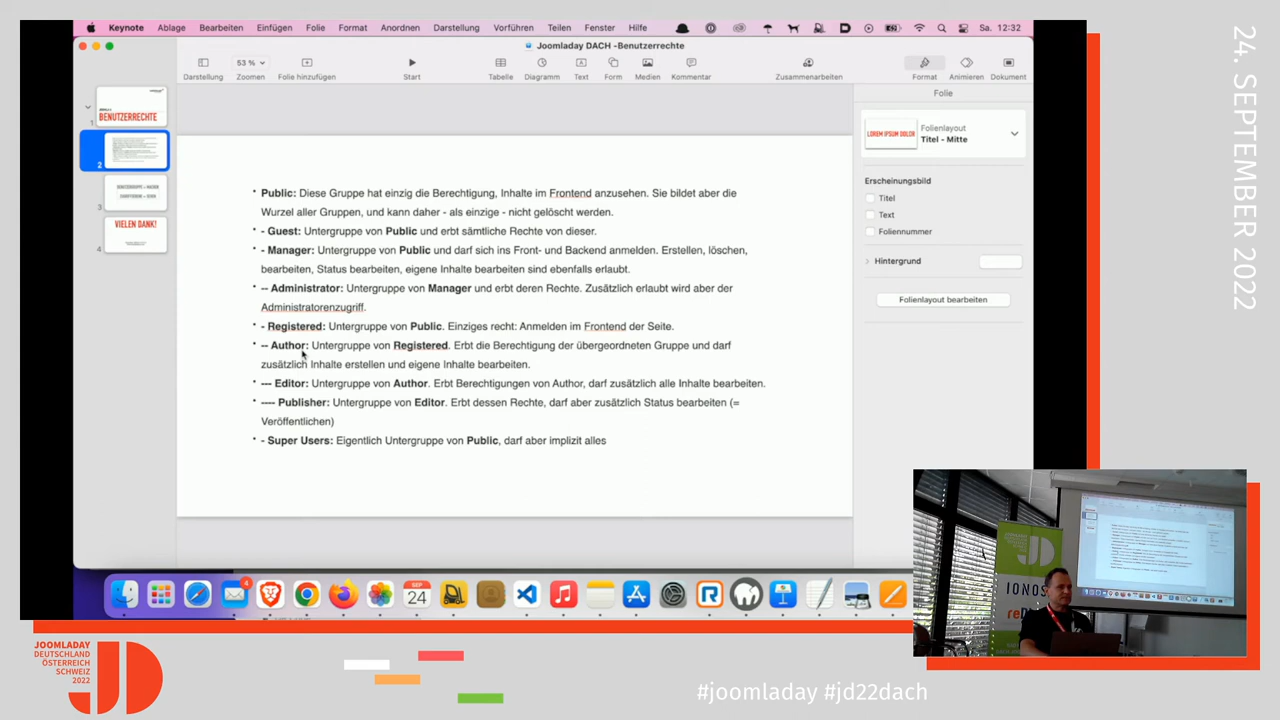 Keynote Ablage Bearbeiten Einfügen Folie Format Anordnen Darstellung Vorführen Teilen Fenster Hilfe Sa. 12:32
Joomladay DACH -Benutzerrechte
53 %
Darstellung Zoomen Folie hinzufügen Start Tabelle Diagramm Text Form Medien Kommentar Zusammenarbeiten Format Animieren Dokument
Folie
LOREM IPSUM DOLOR
Folienlayout
Titel - Mitte
Erscheinungsbild
Titel
Text
Foliennummer
Hintergrund
Folienlayout bearbeiten
BENUTZERRECHTE
1
2
3
VIELEN DANK!
4
• Public: Diese Gruppe hat einzig die Berechtigung, Inhalte im Frontend anzusehen. Sie bildet aber die
Wurzel aller Gruppen, und kann daher - als einzige - nicht gelöscht werden.
• - Guest: Untergruppe von Public und erbt sämtliche Rechte von dieser.
• - Manager: Untergruppe von Public und darf sich ins Front- und Backend anmelden. Erstellen, löschen,
bearbeiten, Status bearbeiten, eigene Inhalte bearbeiten sind ebenfalls erlaubt.
• -- Administrator: Untergruppe von Manager und erbt deren Rechte. Zusätzlich erlaubt wird aber der
Administratorenzugriff.
• - Registered: Untergruppe von Public. Einziges recht: Anmelden im Frontend der Seite.
• -- Author: Untergruppe von Registered. Erbt die Berechtigung der übergeordneten Gruppe und darf
zusätzlich Inhalte erstellen und eigene Inhalte bearbeiten.
• --- Editor: Untergruppe von Author. Erbt Berechtigungen von Author, darf zusätzlich alle Inhalte bearbeiten.
• ---- Publisher: Untergruppe von Editor. Erbt dessen Rechte, darf aber zusätzlich Status bearbeiten (=
Veröffentlichen)
• - Super Users: Eigentlich Untergruppe von Public, darf aber implizit alles
4
SEP
24
24. SEPTEMBER 2022
IONOS
JOOMLADAY
DEUTSCHLAND
ÖSTERREICH
SCHWEIZ
2022
#joomladay #jd22dach